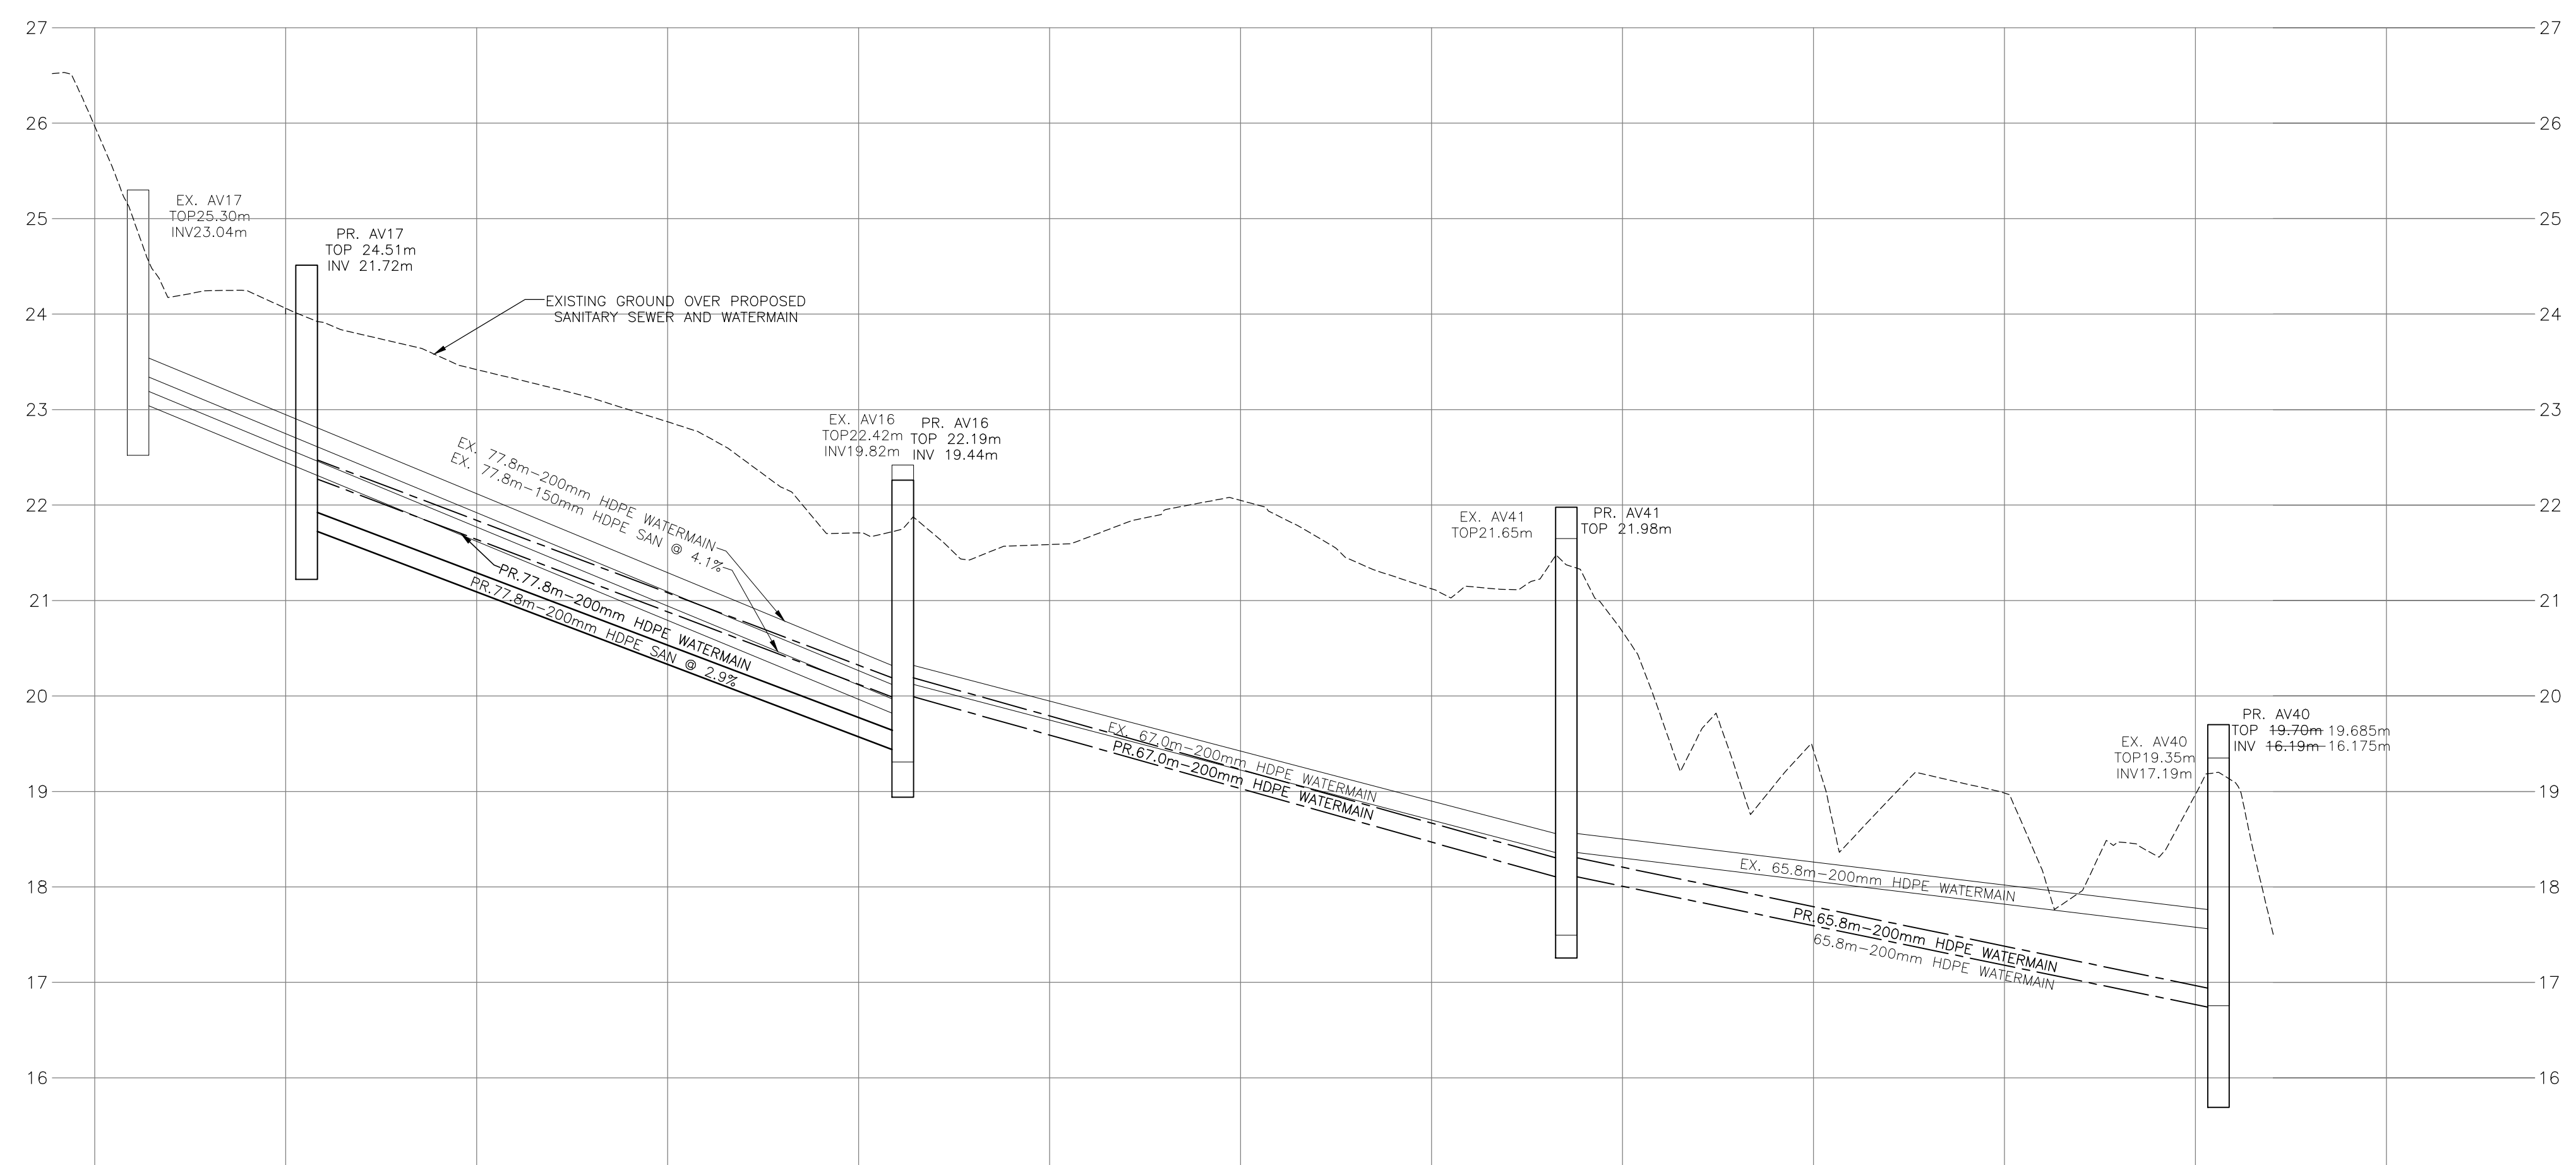 27
27
26
26
EX. AV17
TOP25.30m
INV23.04m
25
25
PR. AV17
TOP 24.51m
INV 21.72m
EXISTING GROUND OVER PROPOSED
SANITARY SEWER AND WATERMAIN
24
24
23
23
EX. AV16
TOP22.42m
INV19.82m
PR. AV16
TOP 22.19m
INV 19.44m
EX. 77.8m-200mm HDPE WATERMAIN
EX. 77.8m-150mm HDPE SAN @ 4.1%
22
22
EX. AV41
TOP21.65m
PR. AV41
TOP 21.98m
PR.77.8m-200mm HDPE WATERMAIN
PR.77.8m-200mm HDPE SAN @ 2.9%
21
21
20
20
EX. 67.0m-200mm HDPE WATERMAIN
PR.67.0m-200mm HDPE WATERMAIN
EX. AV40
TOP19.35m
INV17.19m
PR. AV40
TOP 19.70m 19.685m
INV 16.19m 16.175m
19
19
EX. 65.8m-200mm HDPE WATERMAIN
18
18
PR.65.8m-200mm HDPE WATERMAIN
65.8m-200mm HDPE WATERMAIN
17
17
16
16